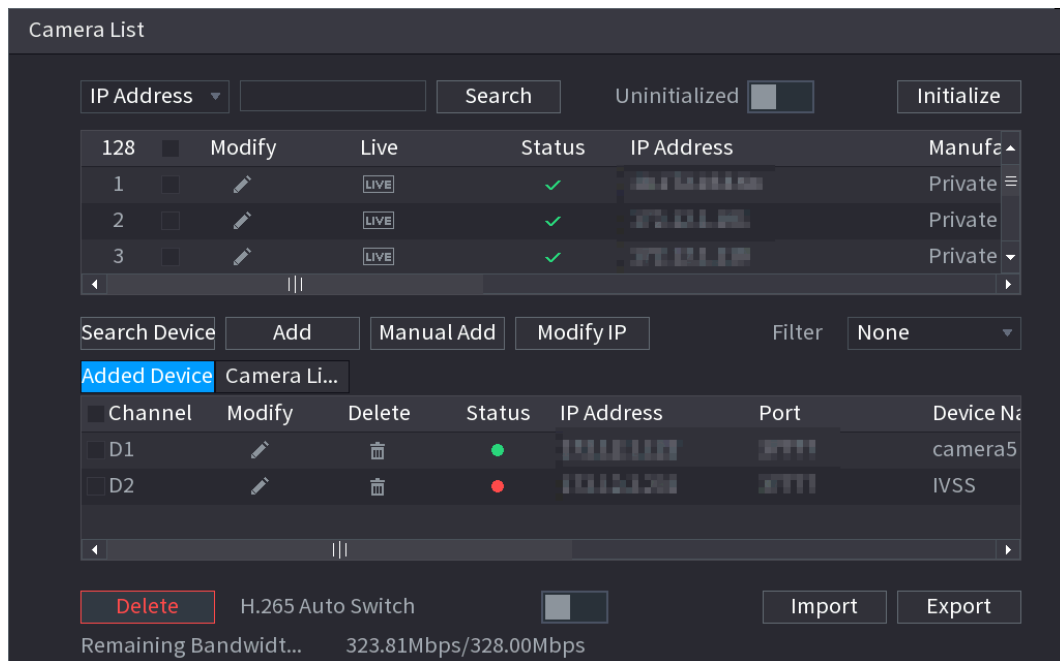 Camera List
IP Address Search Uninitialized Initialize
128 Modify Live Status IP Address Manufa
1 LIVE Private
2 LIVE Private
3 LIVE Private
Search Device Add Manual Add Modify IP Filter None
Added Device Camera Li...
Channel Modify Delete Status IP Address Port Device Na
D1 camera5
D2 IVSS
Delete H.265 Auto Switch Import Export
Remaining Bandwidt... 323.81Mbps/328.00Mbps